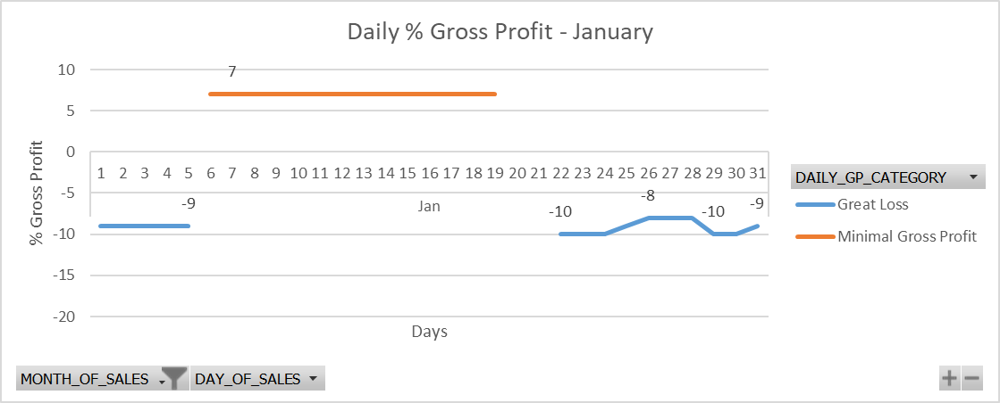 Daily % Gross Profit - January
10
5
0
-5
-10
-15
-20
% Gross Profit
7
1 2 3 4 5 6 7 8 9 10 11 12 13 14 15 16 17 18 19 20 21 22 23 24 25 26 27 28 29 30 31
Jan
-9
-10
-8
-10
-9
Days
DAILY_GP_CATEGORY
Great Loss
Minimal Gross Profit
MONTH_OF_SALES DAY_OF_SALES